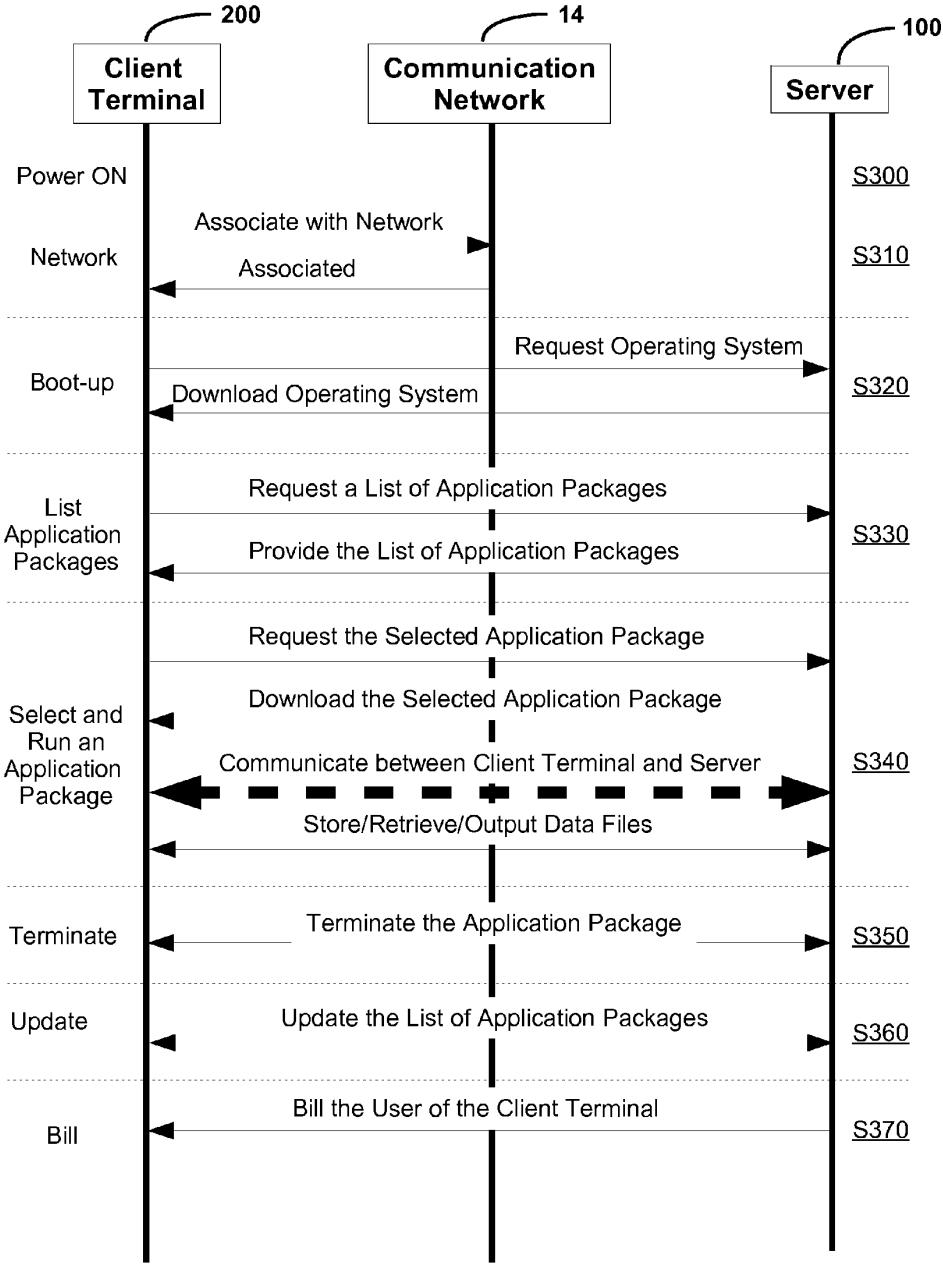 200
14
100
Client
Terminal
Communication
Network
Server
Power ON
S300
Associate with Network
Network
S310
Associated
Request Operating System
Boot-up
S320
Download Operating System
Request a List of Application Packages
List
Application
Packages
S330
Provide the List of Application Packages
Request the Selected Application Package
Download the Selected Application Package
Select and
Run an
Application
Package
Communicate between Client Terminal and Server
S340
Store/Retrieve/Output Data Files
Terminate
Terminate the Application Package
S350
Update
Update the List of Application Packages
S360
Bill the User of the Client Terminal
Bill
S370